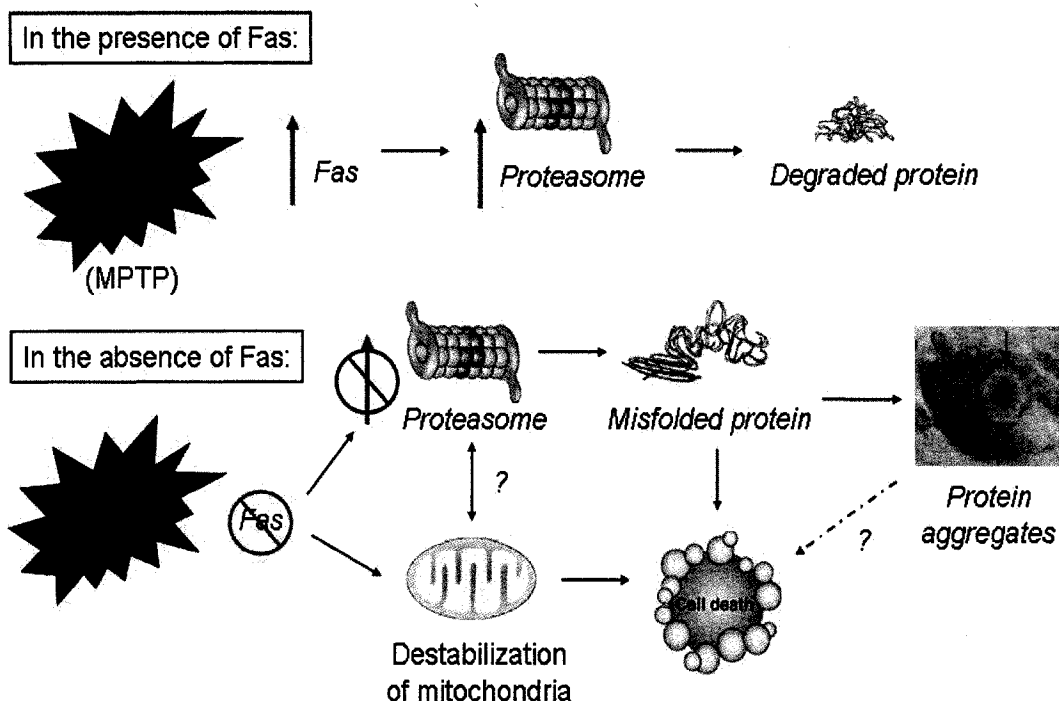 In the presence of Fas:
Fas
Proteasome
Degraded protein
(MPTP)
In the absence of Fas:
Proteasome
Misfolded protein
Fas
?
Protein
aggregates
?
Cell death
Destabilization
of mitochondria